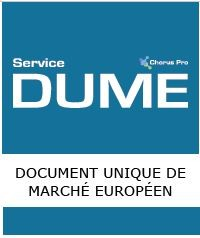 Service Chorus Pro
DUME
DOCUMENT UNIQUE DE
MARCHÉ EUROPÉEN